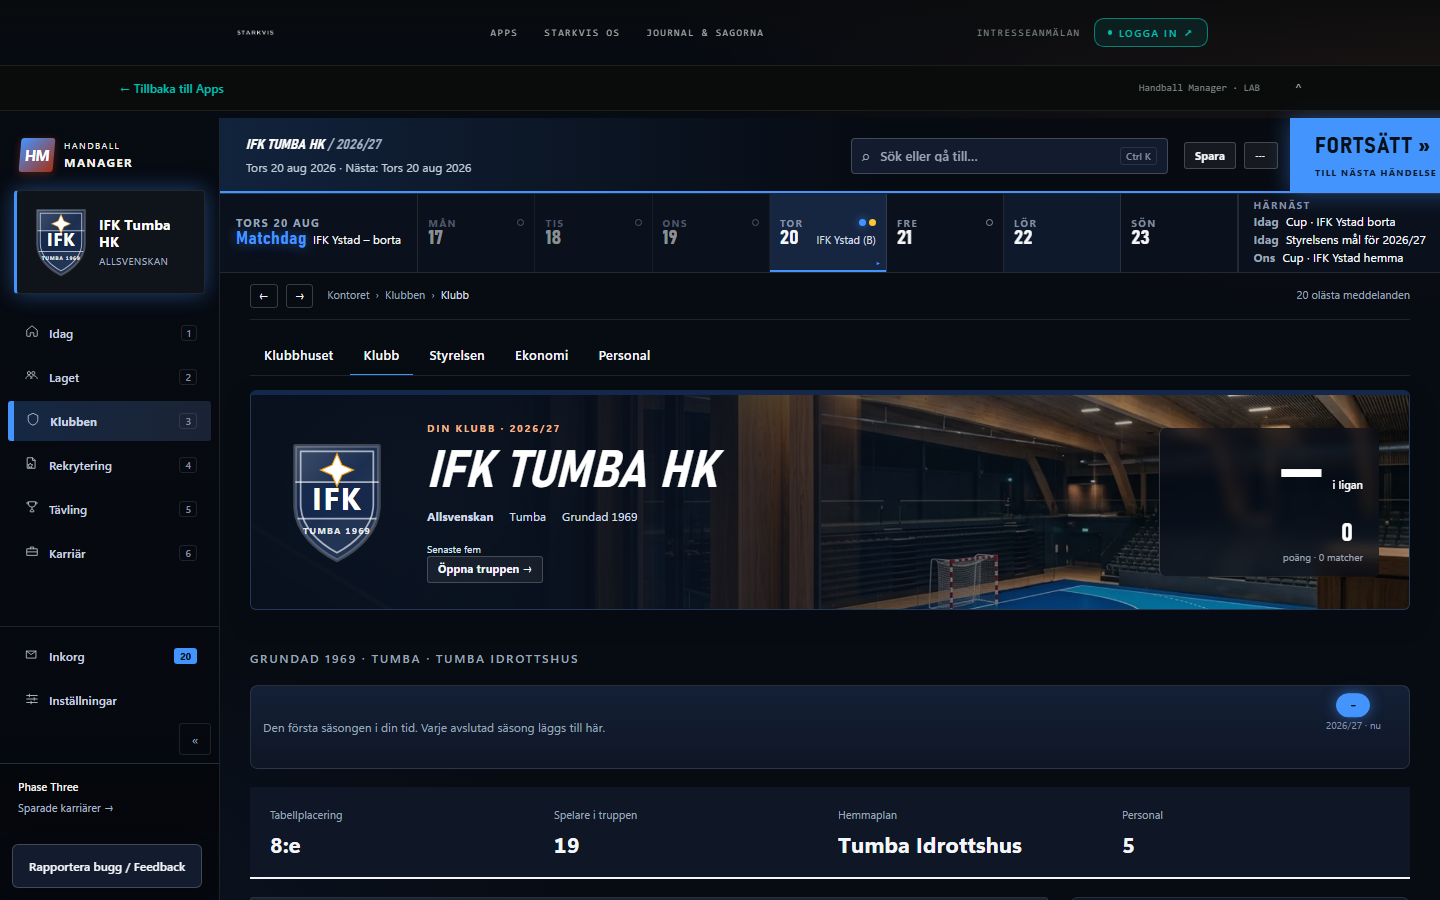 STARKVIS
APPS
STARKVIS OS
JOURNAL & SAGORNA
INTRESSEANMÄLAN
LOGGA IN ↗
← Tillbaka till Apps
Handball Manager · LAB
^
HM
HANDBALL
MANAGER
IFK
TUMBA 1969
IFK Tumba
HK
ALLSVENSKAN
Idag 1
Laget 2
Klubben 3
Rekrytering 4
Tävling 5
Karriär 6
Inkorg 20
Inställningar
«
Phase Three
Sparade karriärer →
Rapportera bugg / Feedback
IFK TUMBA HK / 2026/27
Tors 20 aug 2026 · Nästa: Tors 20 aug 2026
Sök eller gå till...
Ctrl K
Spara
---
FORTSÄTT »
TILL NÄSTA HÄNDELSE
TORS 20 AUG
Matchdag IFK Ystad – borta
MÅN
17
TIS
18
ONS
19
TOR
20 IFK Ystad (B)
FRE
21
LÖR
22
SÖN
23
HÄRNÄST
Idag Cup · IFK Ystad borta
Idag Styrelsens mål för 2026/27
Ons Cup · IFK Ystad hemma
← →
Kontoret › Klubben › Klubb
20 olästa meddelanden
Klubbhuset
Klubb
Styrelsen
Ekonomi
Personal
IFK
TUMBA 1969
DIN KLUBB · 2026/27
IFK TUMBA HK
Allsvenskan Tumba Grundad 1969
Senaste fem
Öppna truppen →
— i ligan
0
poäng · 0 matcher
GRUNDAD 1969 · TUMBA · TUMBA IDROTTSHUS
Den första säsongen i din tid. Varje avslutad säsong läggs till här.
–
2026/27 · nu
Tabellplacering
8:e
Spelare i truppen
19
Hemmaplan
Tumba Idrottshus
Personal
5